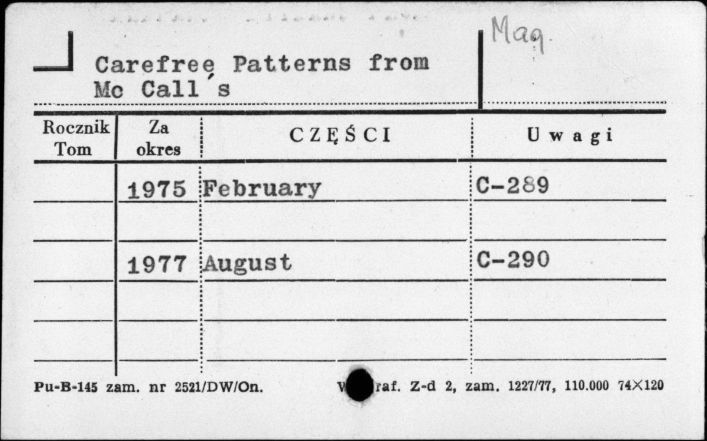 Mag.
Carefree Patterns from
Mc Call's
Rocznik Tom Za okres CZĘŚCI Uwagi
1975 February C-289
1977 August C-290
Pu-B-145 zam. nr 2521/DW/On. raf. Z-d 2, zam. 1227/77, 110.000 74X120